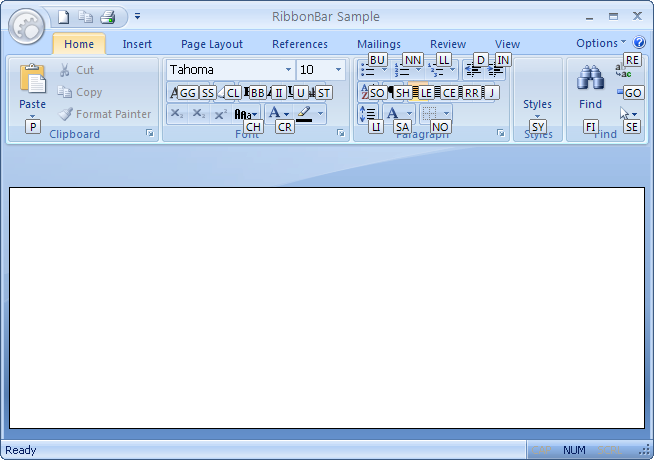 RibbonBar Sample
Home Insert Page Layout References Mailings Review View Options
BU NN LL D IN RE
Cut Tahoma 10
Copy GG SS CL BB II U ST SO SH LE CE RR J GO
Paste Styles Find
Format Painter
P CH CR LI SA NO SY FI SE
Clipboard Font Paragraph Styles Find
Ready NUM